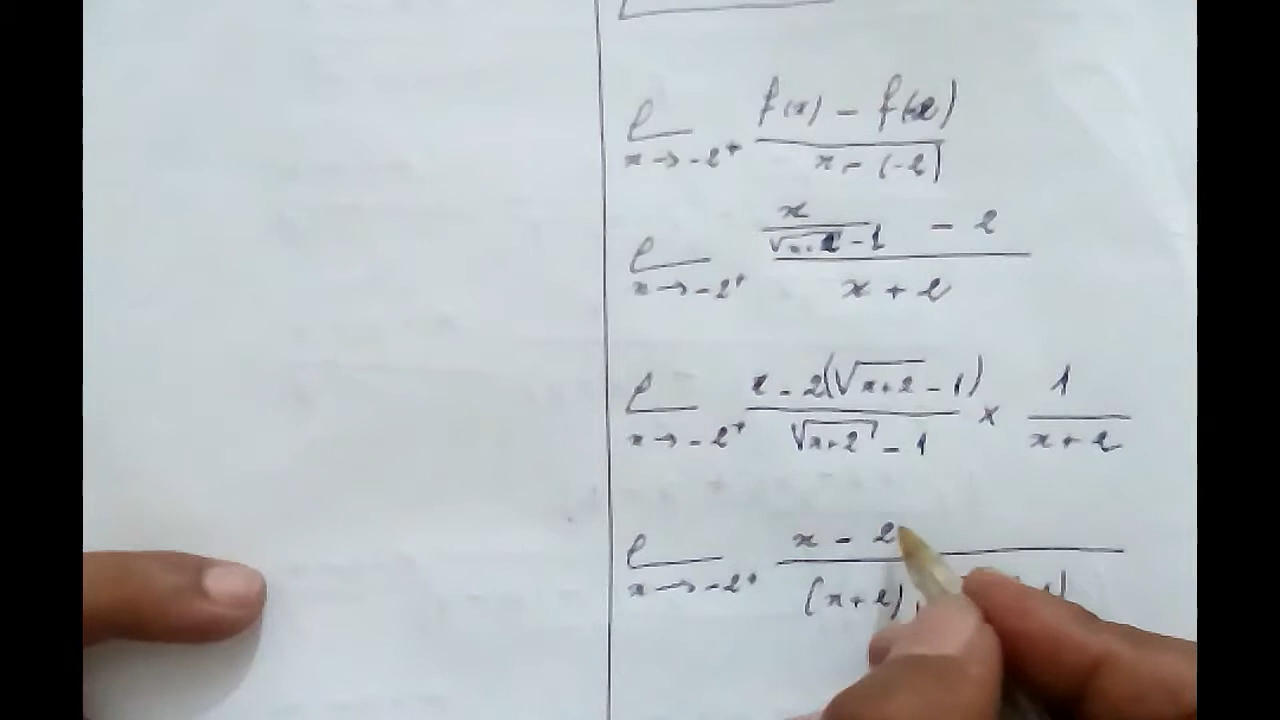 lim x → -2⁺ (f(x) - f(-2)) / (x - (-2))
lim x → -2⁺ (x / (√(x+2) - 1) - 2) / (x + 2)
lim x → -2⁺ (x - 2(√(x+2) - 1)) / (√(x+2) - 1) × 1 / (x + 2)
lim x → -2⁺ x - 2 / (x+2)